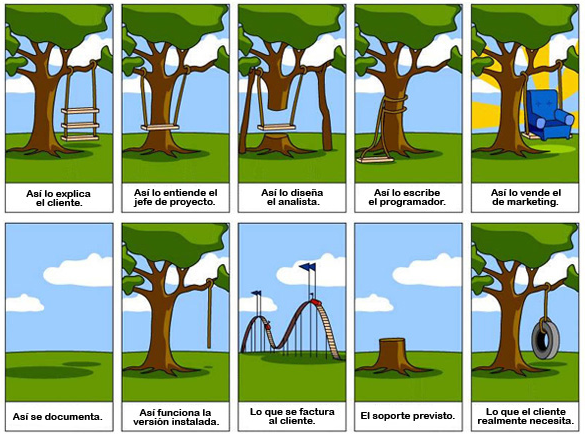 Así lo explica
el cliente.
Así lo entiende el
jefe de proyecto.
Así lo diseña
el analista.
Así lo escribe
el programador.
Así lo vende el
de marketing.
Así se documenta.
Así funciona la
versión instalada.
Lo que se factura
al cliente.
El soporte previsto.
Lo que el cliente
realmente necesita.